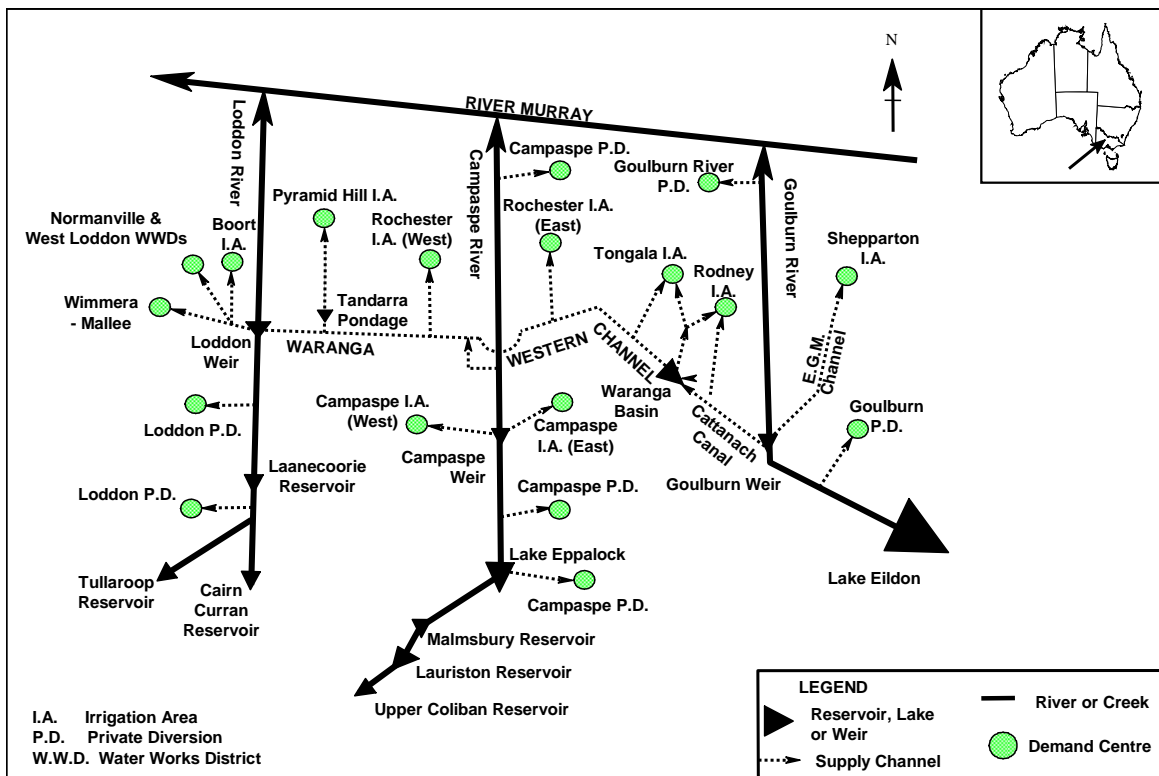 N
RIVER MURRAY
Loddon River
Campaspe River
Goulburn River
Campaspe P.D.
Goulburn River
P.D.
Pyramid Hill I.A.
Rochester
I.A. (West)
Rochester I.A.
(East)
Normanville &
West Loddon WWDs
Boort
I.A.
Tongala I.A.
Rodney
I.A.
Shepparton
I.A.
Wimmera
- Mallee
Tandarra
Pondage
Loddon
Weir
WARANGA
WESTERN
CHANNEL
E.G.M.
Channel
Waranga
Basin
Cattanach
Canal
Goulburn
P.D.
Campaspe I.A.
(West)
Campaspe
I.A. (East)
Loddon P.D.
Campaspe
Weir
Goulburn Weir
Laanecoorie
Reservoir
Loddon P.D.
Campaspe P.D.
Lake Eppalock
Lake Eildon
Tullaroop
Reservoir
Cairn
Curran
Reservoir
Campaspe P.D.
Malmsbury Reservoir
Lauriston Reservoir
Upper Coliban Reservoir
I.A. Irrigation Area
P.D. Private Diversion
W.W.D. Water Works District
LEGEND
Reservoir, Lake
or Weir
Supply Channel
River or Creek
Demand Centre